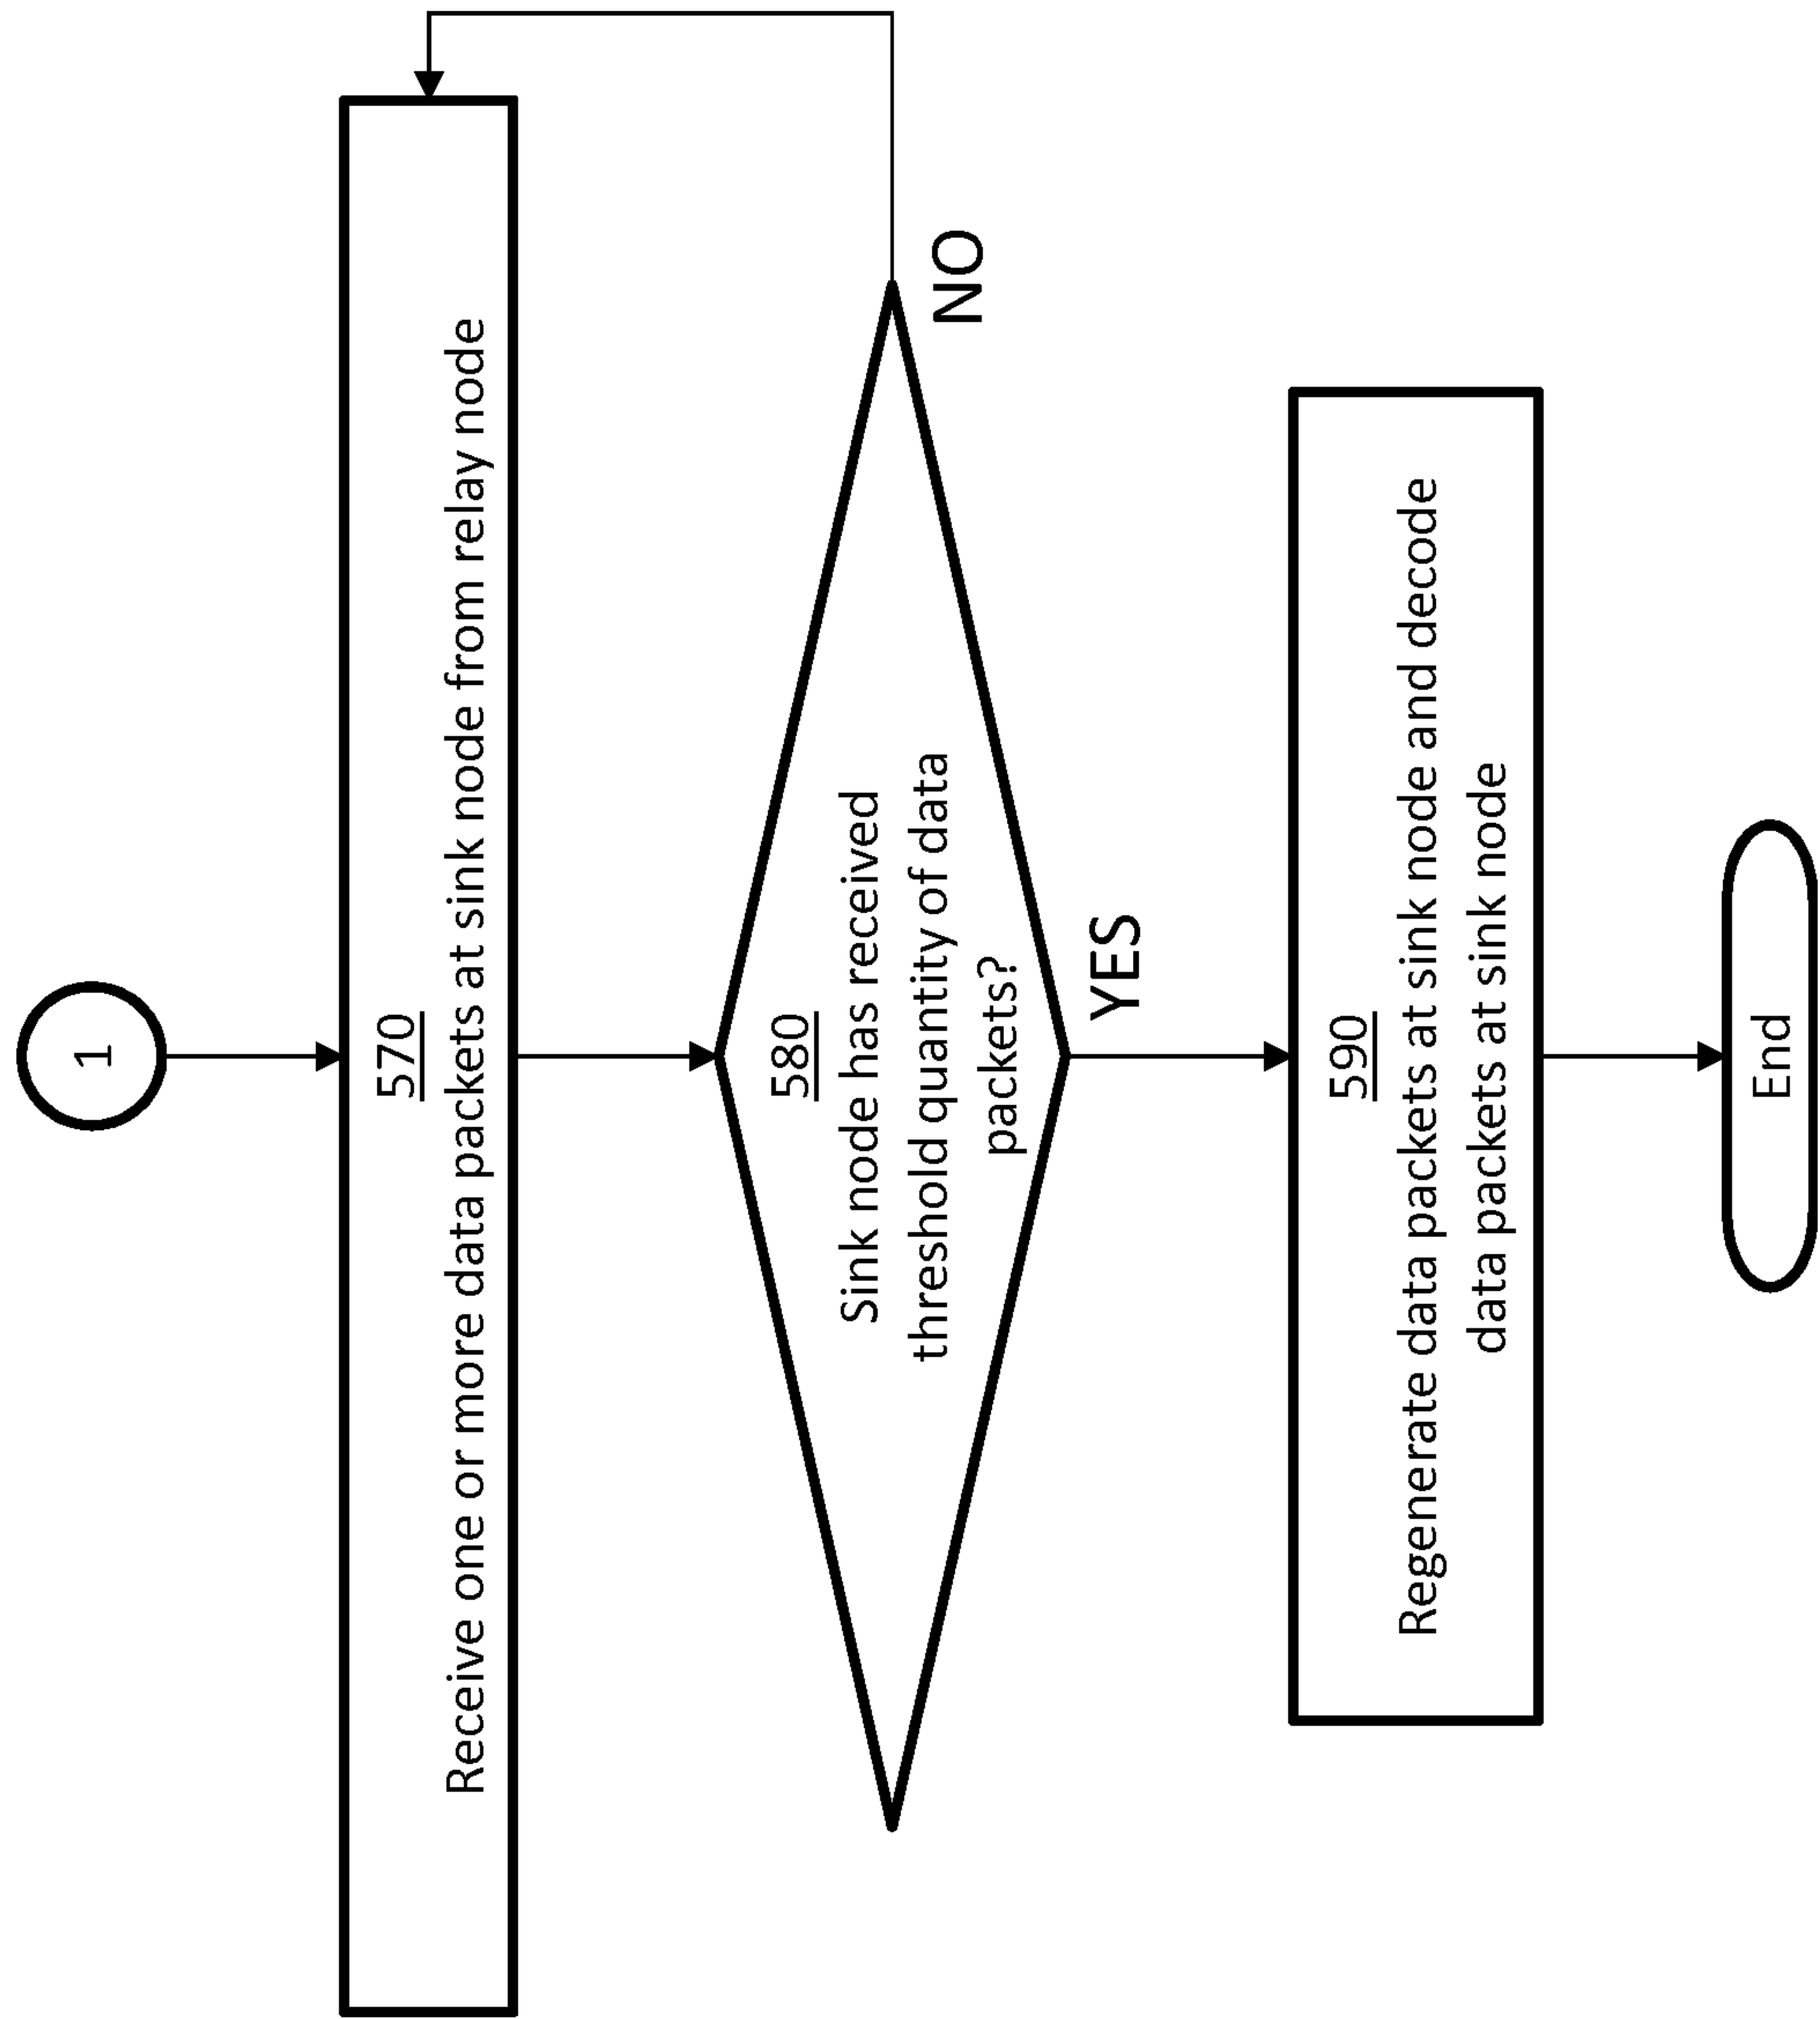 1
570
Receive one or more data packets at sink node from relay node
580
Sink node has received
threshold quantity of data
packets?
NO
YES
590
Regenerate data packets at sink node and decode
data packets at sink node
End